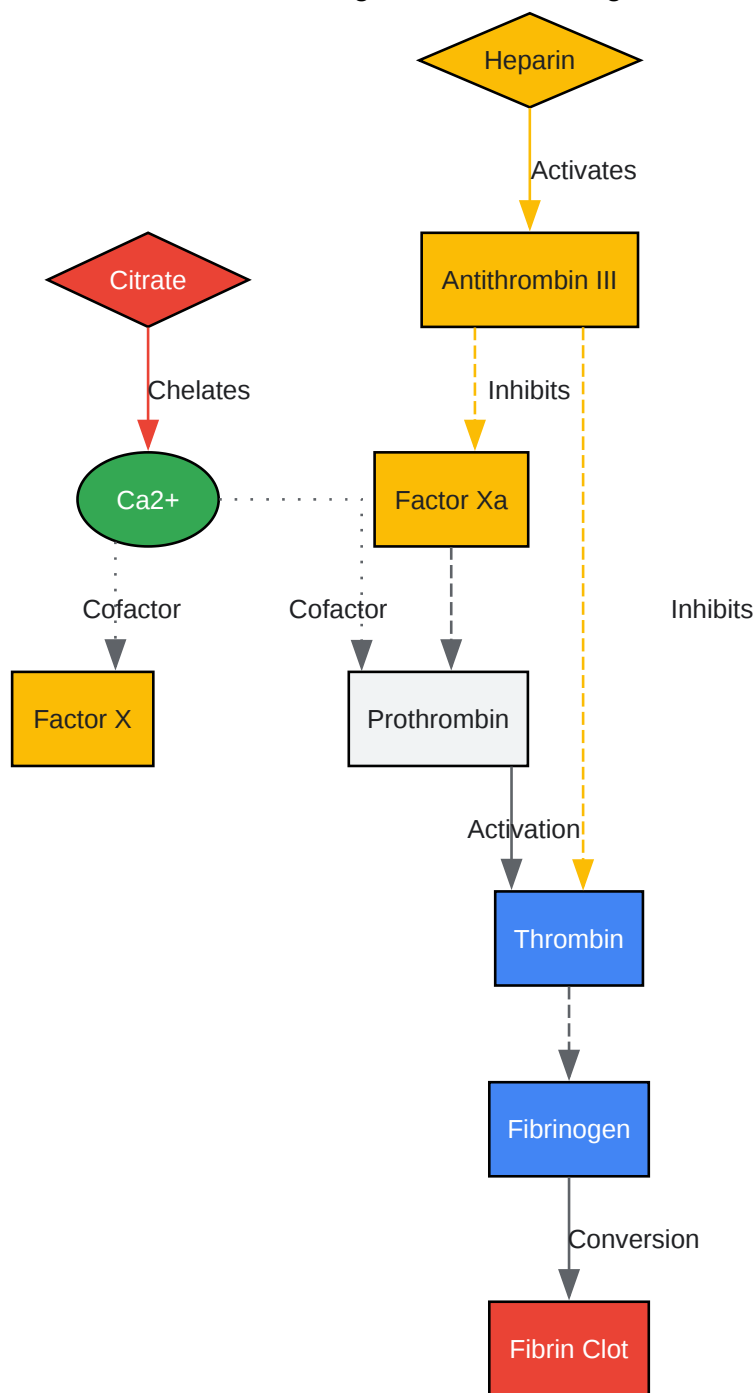 Heparin
Activates
Citrate
Antithrombin III
Chelates
Inhibits
Ca2+
Factor Xa
Cofactor
Cofactor
Inhibits
Factor X
Prothrombin
Activation
Thrombin
Fibrinogen
Conversion
Fibrin Clot